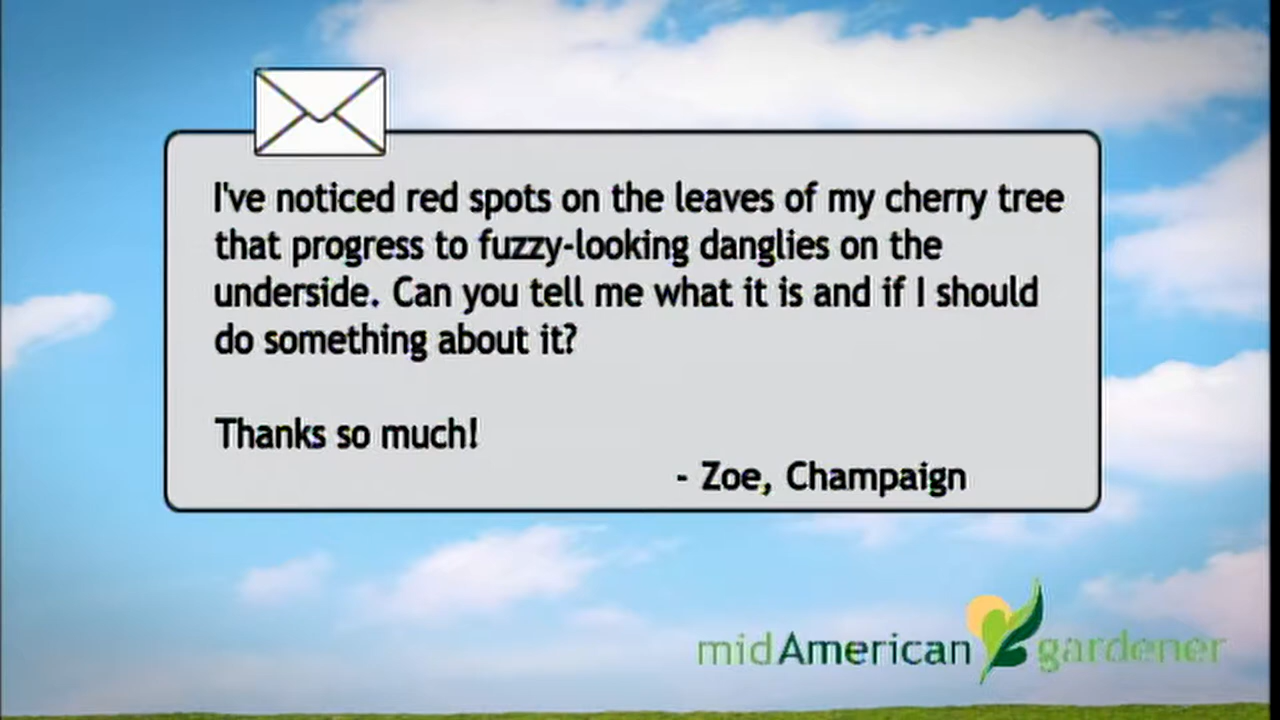 I've noticed red spots on the leaves of my cherry tree
that progress to fuzzy-looking danglies on the
underside. Can you tell me what it is and if I should
do something about it?
Thanks so much!
- Zoe, Champaign
midAmerican gardener